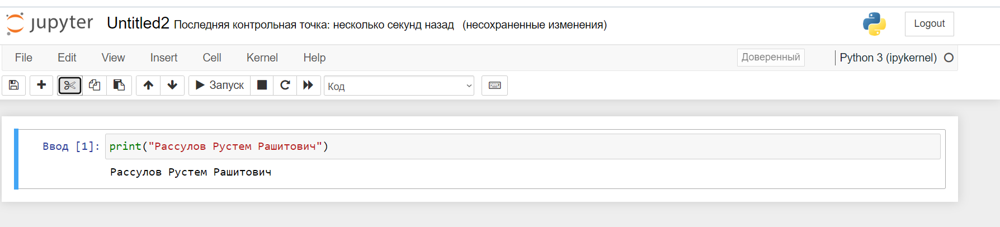 jupyter Untitled2 Последняя контрольная точка: несколько секунд назад (несохраненные изменения) Logout
File Edit View Insert Cell Kernel Help Доверенный Python 3 (ipykernel)
Запуск Код
Ввод [1]: print("Рассулов Рустем Рашитович")
Рассулов Рустем Рашитович